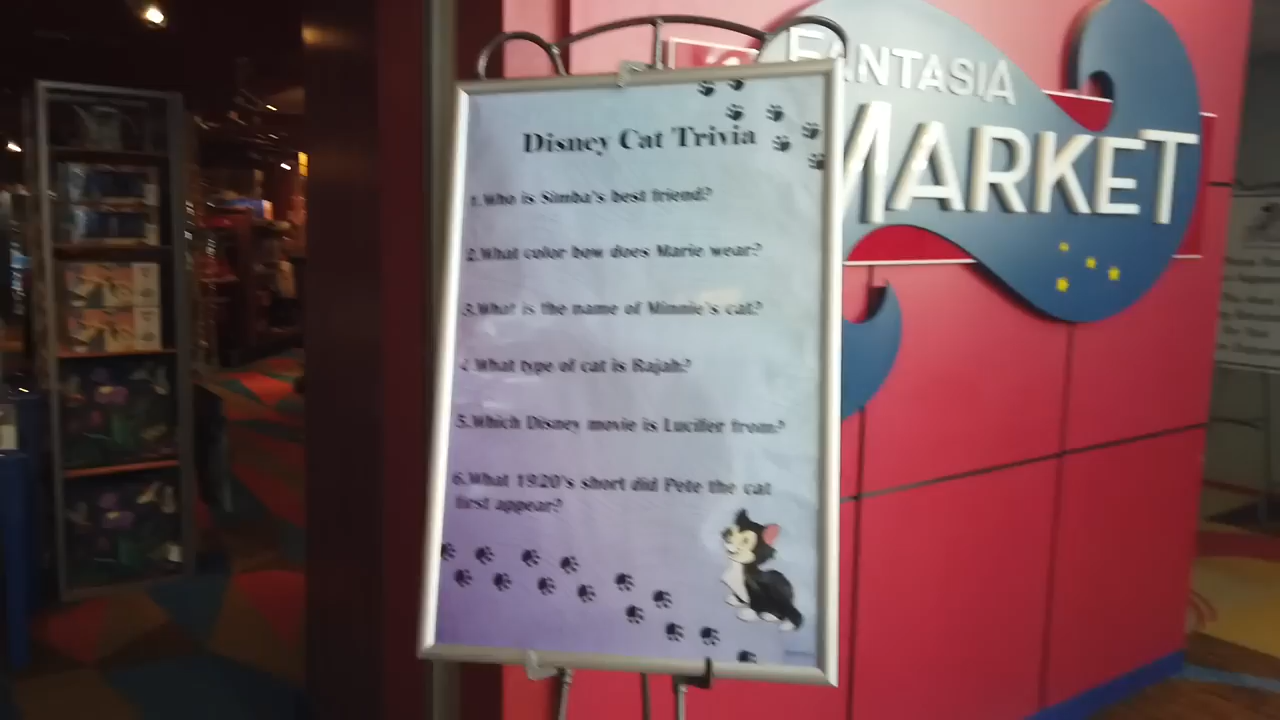 FANTASIA
MARKET
Disney Cat Trivia
1.Who is Simba's best friend?
2.What color bow does Marie wear?
3.What is the name of Minnie's cat?
4.What type of cat is Rajah?
5.Which Disney movie is Lucifer from?
6.What 1920's short did Pete the cat
first appear?